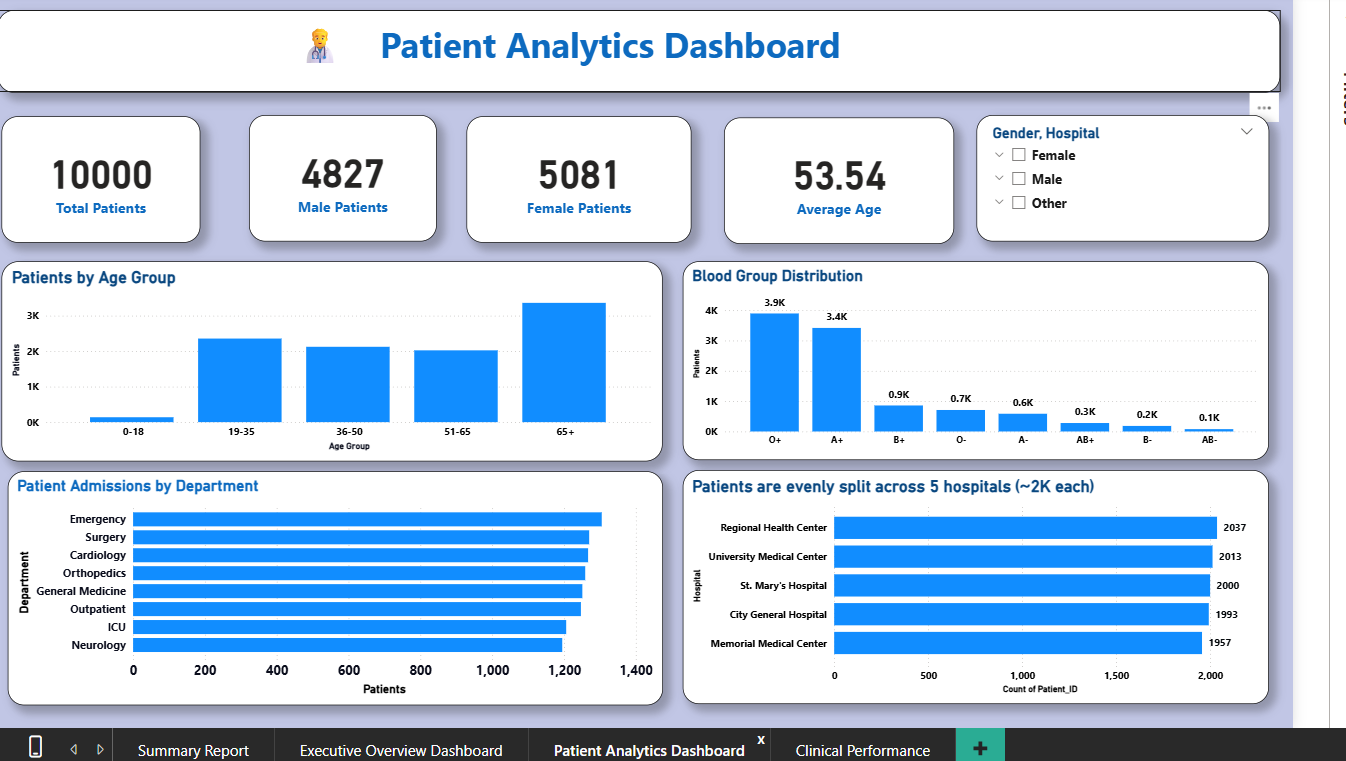 Patient Analytics Dashboard
10000
Total Patients
4827
Male Patients
5081
Female Patients
53.54
Average Age
Gender, Hospital
Female
Male
Other
Patients by Age Group
Patients
3K
2K
1K
0K
0-18
19-35
36-50
51-65
65+
Age Group
Blood Group Distribution
Patients
4K
3K
2K
1K
0K
3.9K
3.4K
0.9K
0.7K
0.6K
0.3K
0.2K
0.1K
O+
A+
B+
O-
A-
AB+
B-
AB-
Patient Admissions by Department
Department
Emergency
Surgery
Cardiology
Orthopedics
General Medicine
Outpatient
ICU
Neurology
0
200
400
600
800
1,000
1,200
1,400
Patients
Patients are evenly split across 5 hospitals (~2K each)
Hospital
Regional Health Center 2037
University Medical Center 2013
St. Mary's Hospital 2000
City General Hospital 1993
Memorial Medical Center 1957
0
500
1,000
1,500
2,000
Count of Patient_ID
Summary Report
Executive Overview Dashboard
Patient Analytics Dashboard x
Clinical Performance
+